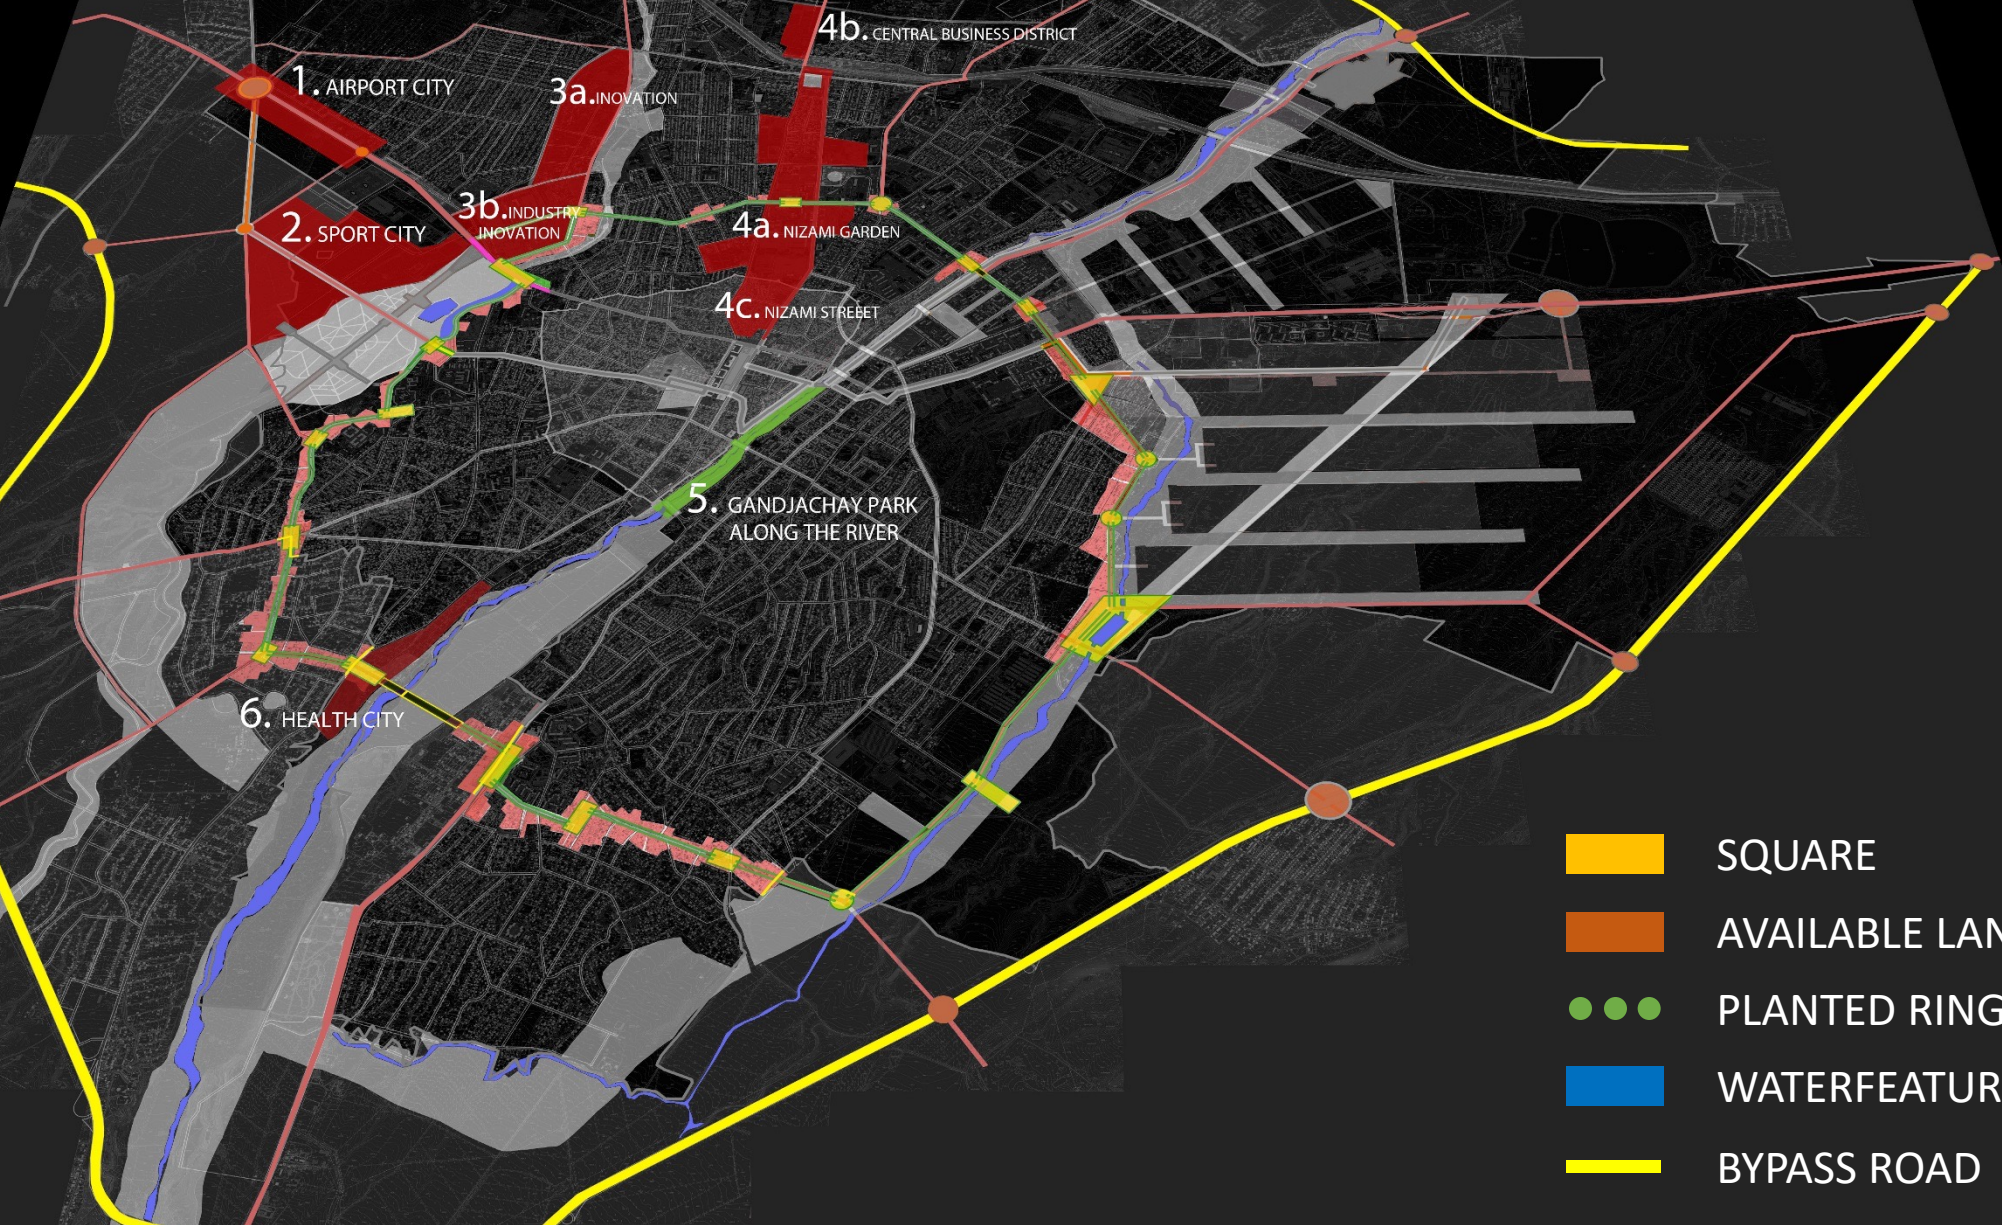 4b. CENTRAL BUSINESS DISTRICT
1. AIRPORT CITY
3a. INOVATION
3b. INDUSTRY
INOVATION
2. SPORT CITY
4a. NIZAMI GARDEN
4c. NIZAMI STREEET
5. GANDJACHAY PARK
ALONG THE RIVER
6. HEALTH CITY
SQUARE
AVAILABLE LAN
PLANTED RING
WATERFEATUR
BYPASS ROAD